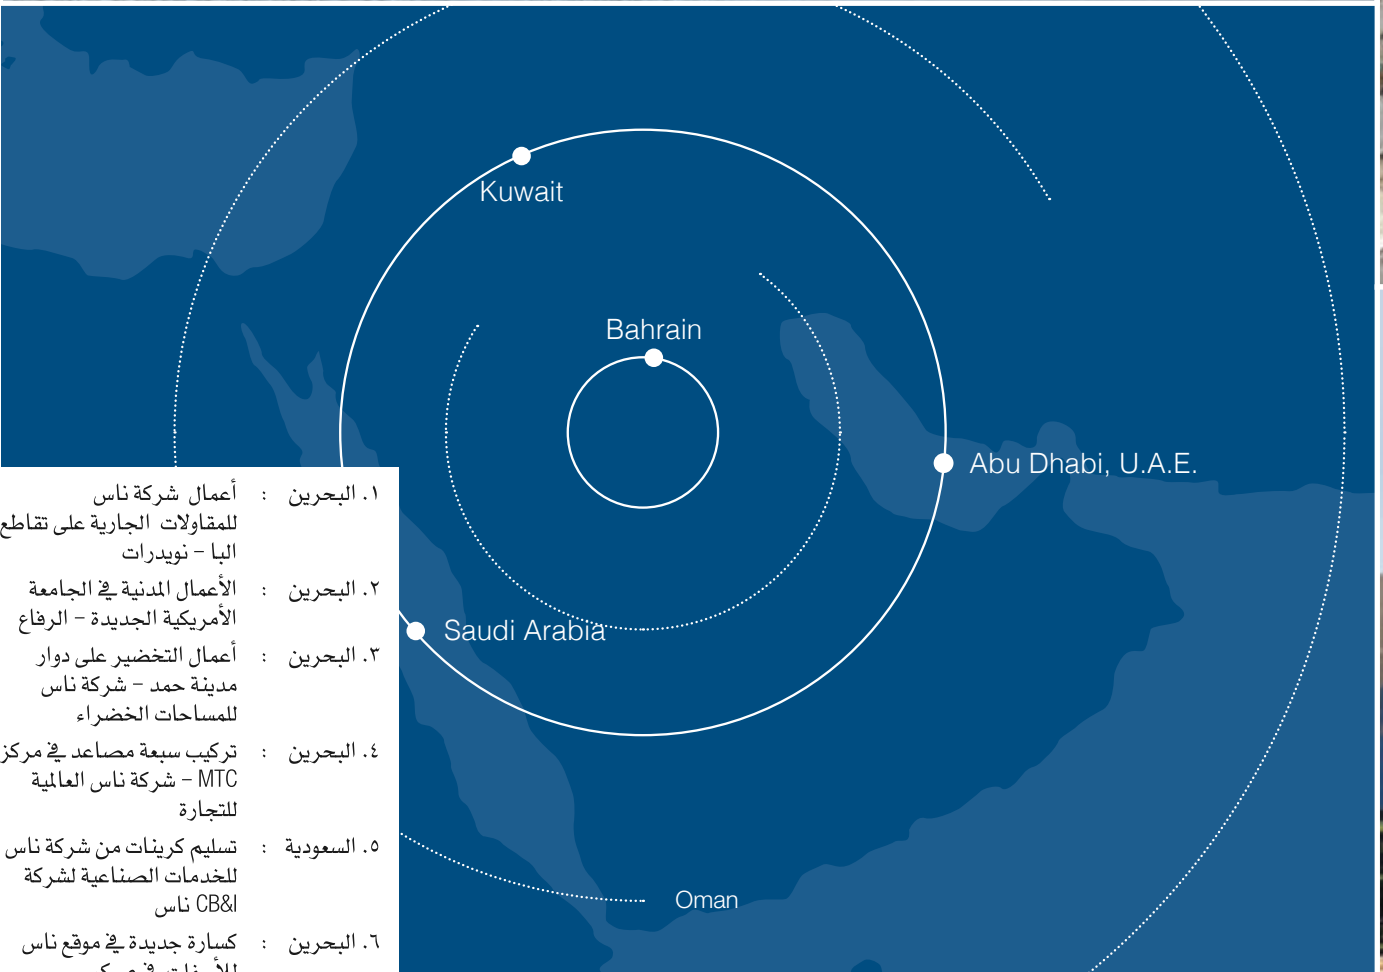 Kuwait
Bahrain
Abu Dhabi, U.A.E.
Saudi Arabia
Oman
١. البحرين : أعمال شركة ناس
للمقاولات الجارية على تقاطع
البا – نويدرات
٢. البحرين : الأعمال المدنية في الجامعة
الأمريكية الجديدة – الرفاع
٣. البحرين : أعمال التخضير على دوار
مدينة حمد – شركة ناس
للمساحات الخضراء
٤. البحرين : تركيب سبعة مصاعد في مركز
MTC – شركة ناس العالمية
للتجارة
٥. السعودية : تسليم كرينات من شركة ناس
للخدمات الصناعية لشركة
CB&I ناس
٦. البحرين : كسارة جديدة في موقع ناس